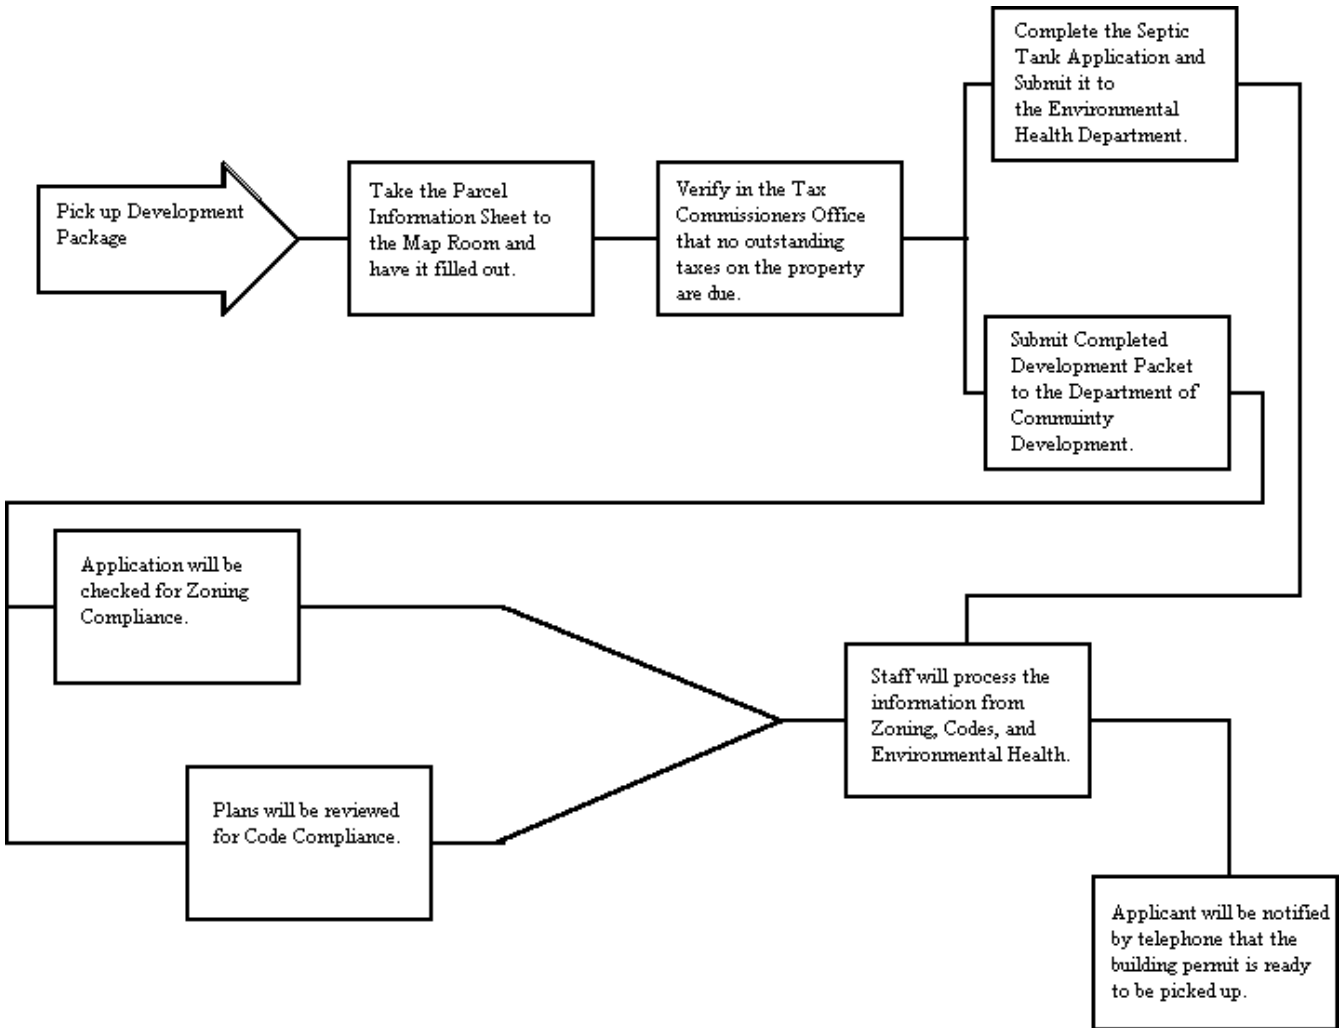 Pick up Development
Package
Take the Parcel
Information Sheet to
the Map Room and
have it filled out.
Verify in the Tax
Commissioners Office
that no outstanding
taxes on the property
are due.
Complete the Septic
Tank Application and
Submit it to
the Environmental
Health Department.
Submit Completed
Development Packet
to the Department of
Commuinty
Development.
Application will be
checked for Zoning
Compliance.
Plans will be reviewed
for Code Compliance.
Staff will process the
information from
Zoning, Codes, and
Environmental Health.
Applicant will be notified
by telephone that the
building permit is ready
to be picked up.